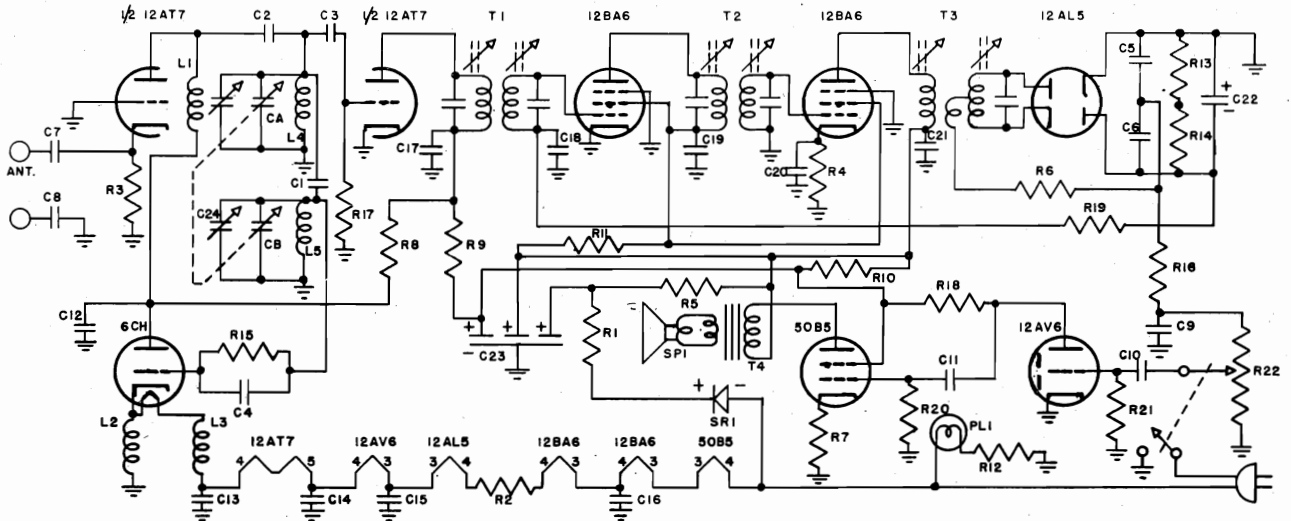 1/2 12AT7
C2
C3
1/2 12AT7
T1
12BA6
T2
12BA6
T3
12AL5
L1
CA
L4
C5
R13
C22
+
-
C7
ANT.
R3
C8
C1
R17
C17
C18
C19
C20
R4
C21
C6
R14
R6
R19
C24
CB
L5
R8
R9
R11
R10
R16
C12
6CH
R15
C4
+
-
C23
+
+
R1
R5
SP1
T4
50B5
R18
12AV6
C9
C11
C10
R22
L2
L3
+
-
SR1
R7
R20
PL1
R21
R12
12AT7
12AV6
12AL5
12BA6
12BA6
50B5
4
5
4
3
3
4
4
3
4
3
3
4
C13
C14
C15
R2
C16